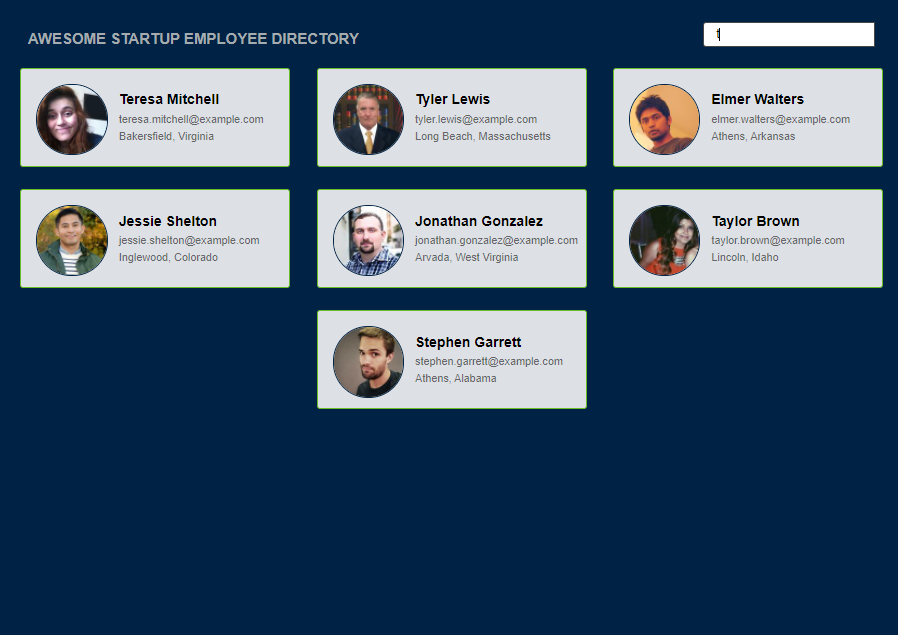 AWESOME STARTUP EMPLOYEE DIRECTORY
t
Teresa Mitchell
teresa.mitchell@example.com
Bakersfield, Virginia
Tyler Lewis
tyler.lewis@example.com
Long Beach, Massachusetts
Elmer Walters
elmer.walters@example.com
Athens, Arkansas
Jessie Shelton
jessie.shelton@example.com
Inglewood, Colorado
Jonathan Gonzalez
jonathan.gonzalez@example.com
Arvada, West Virginia
Taylor Brown
taylor.brown@example.com
Lincoln, Idaho
Stephen Garrett
stephen.garrett@example.com
Athens, Alabama